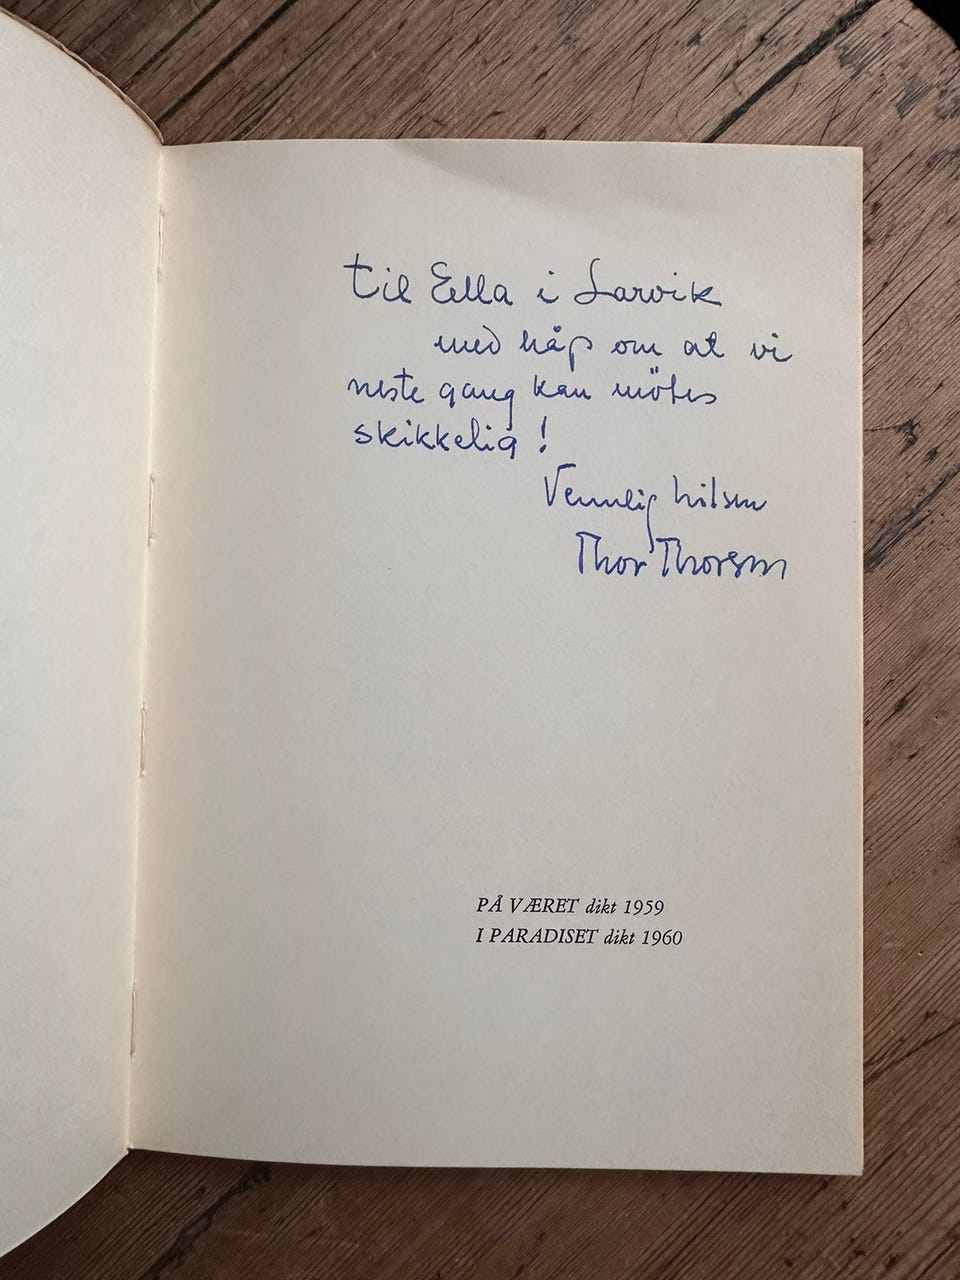 til Ella i Larvik
med håp om at vi
neste gang kan mötes
skikkelig !
Vennlig hilsen
Thor Thorsen
PÅ VÆRET dikt 1959
I PARADISET dikt 1960